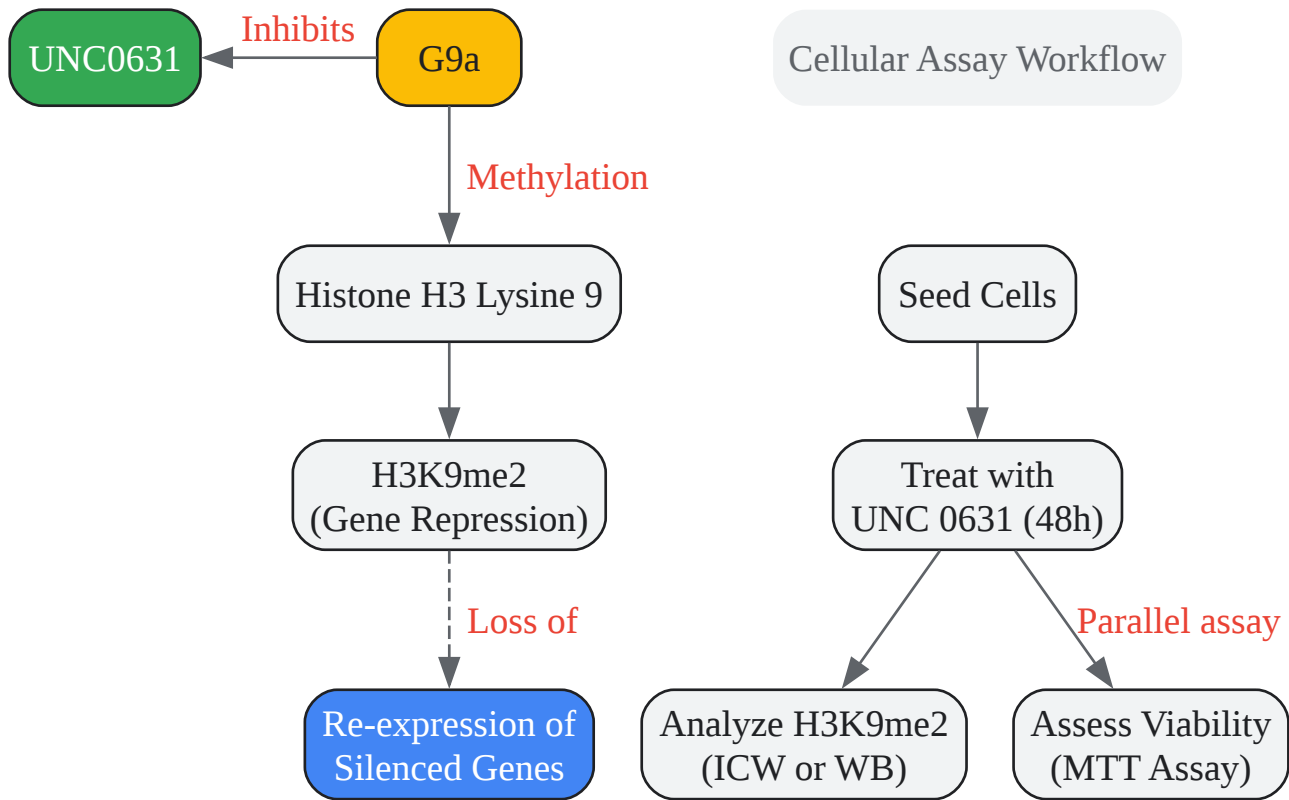 UNC0631
Inhibits
G9a
Cellular Assay Workflow
Methylation
Histone H3 Lysine 9
Seed Cells
H3K9me2
(Gene Repression)
Treat with
UNC 0631 (48h)
Loss of
Parallel assay
Re-expression of
Silenced Genes
Analyze H3K9me2
(ICW or WB)
Assess Viability
(MTT Assay)